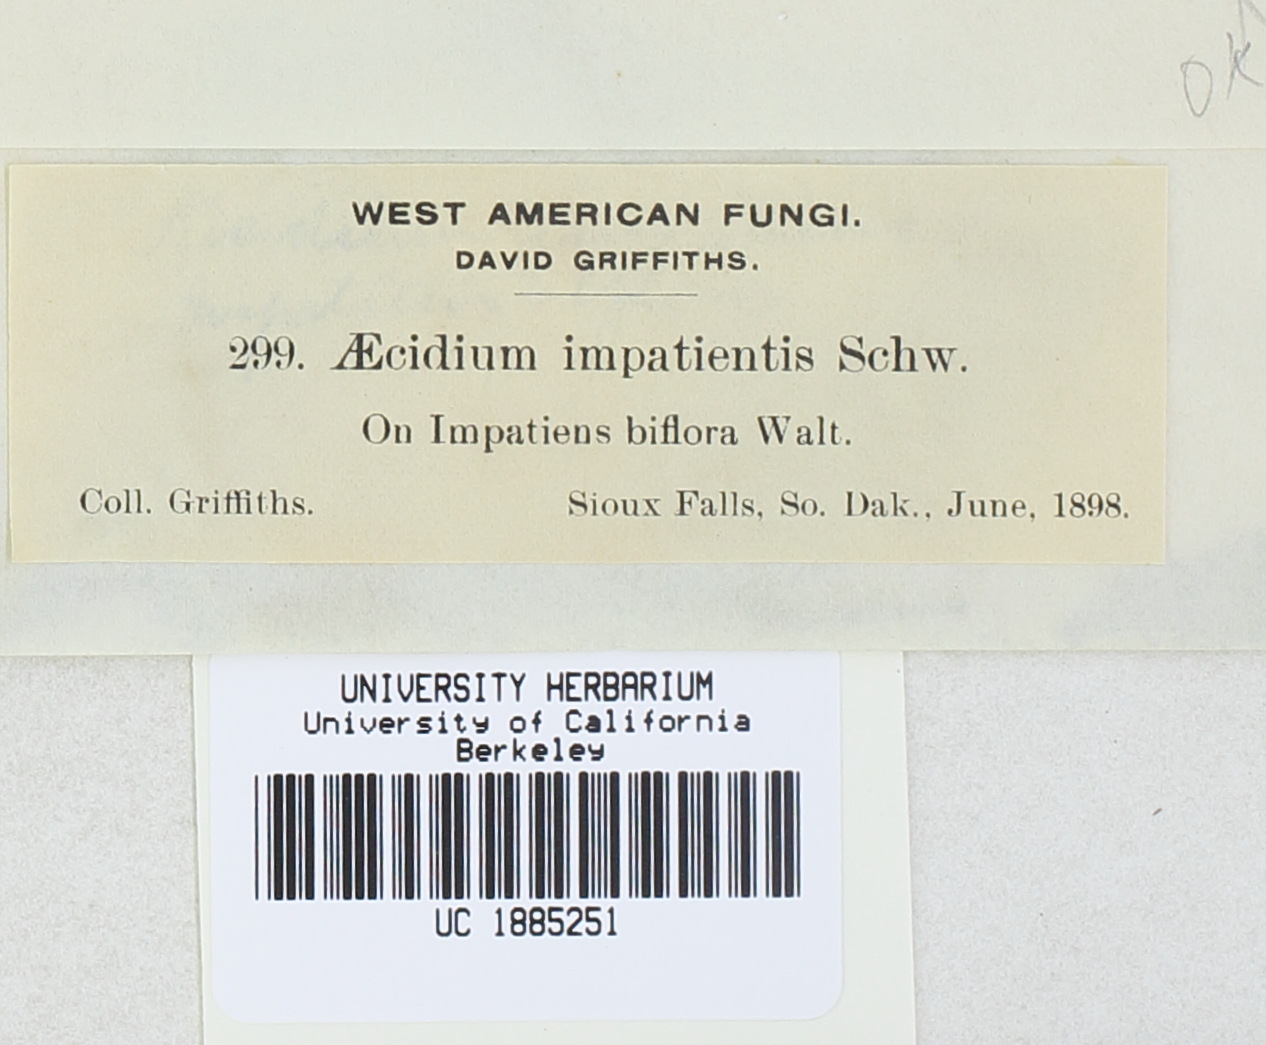 ok
WEST AMERICAN FUNGI.
DAVID GRIFFITHS.
299. Æcidium impatientis Schw.
On Impatiens biflora Walt.
Coll. Griffiths. Sioux Falls, So. Dak., June, 1898.
UNIVERSITY HERBARIUM
University of California
Berkeley
UC 1885251